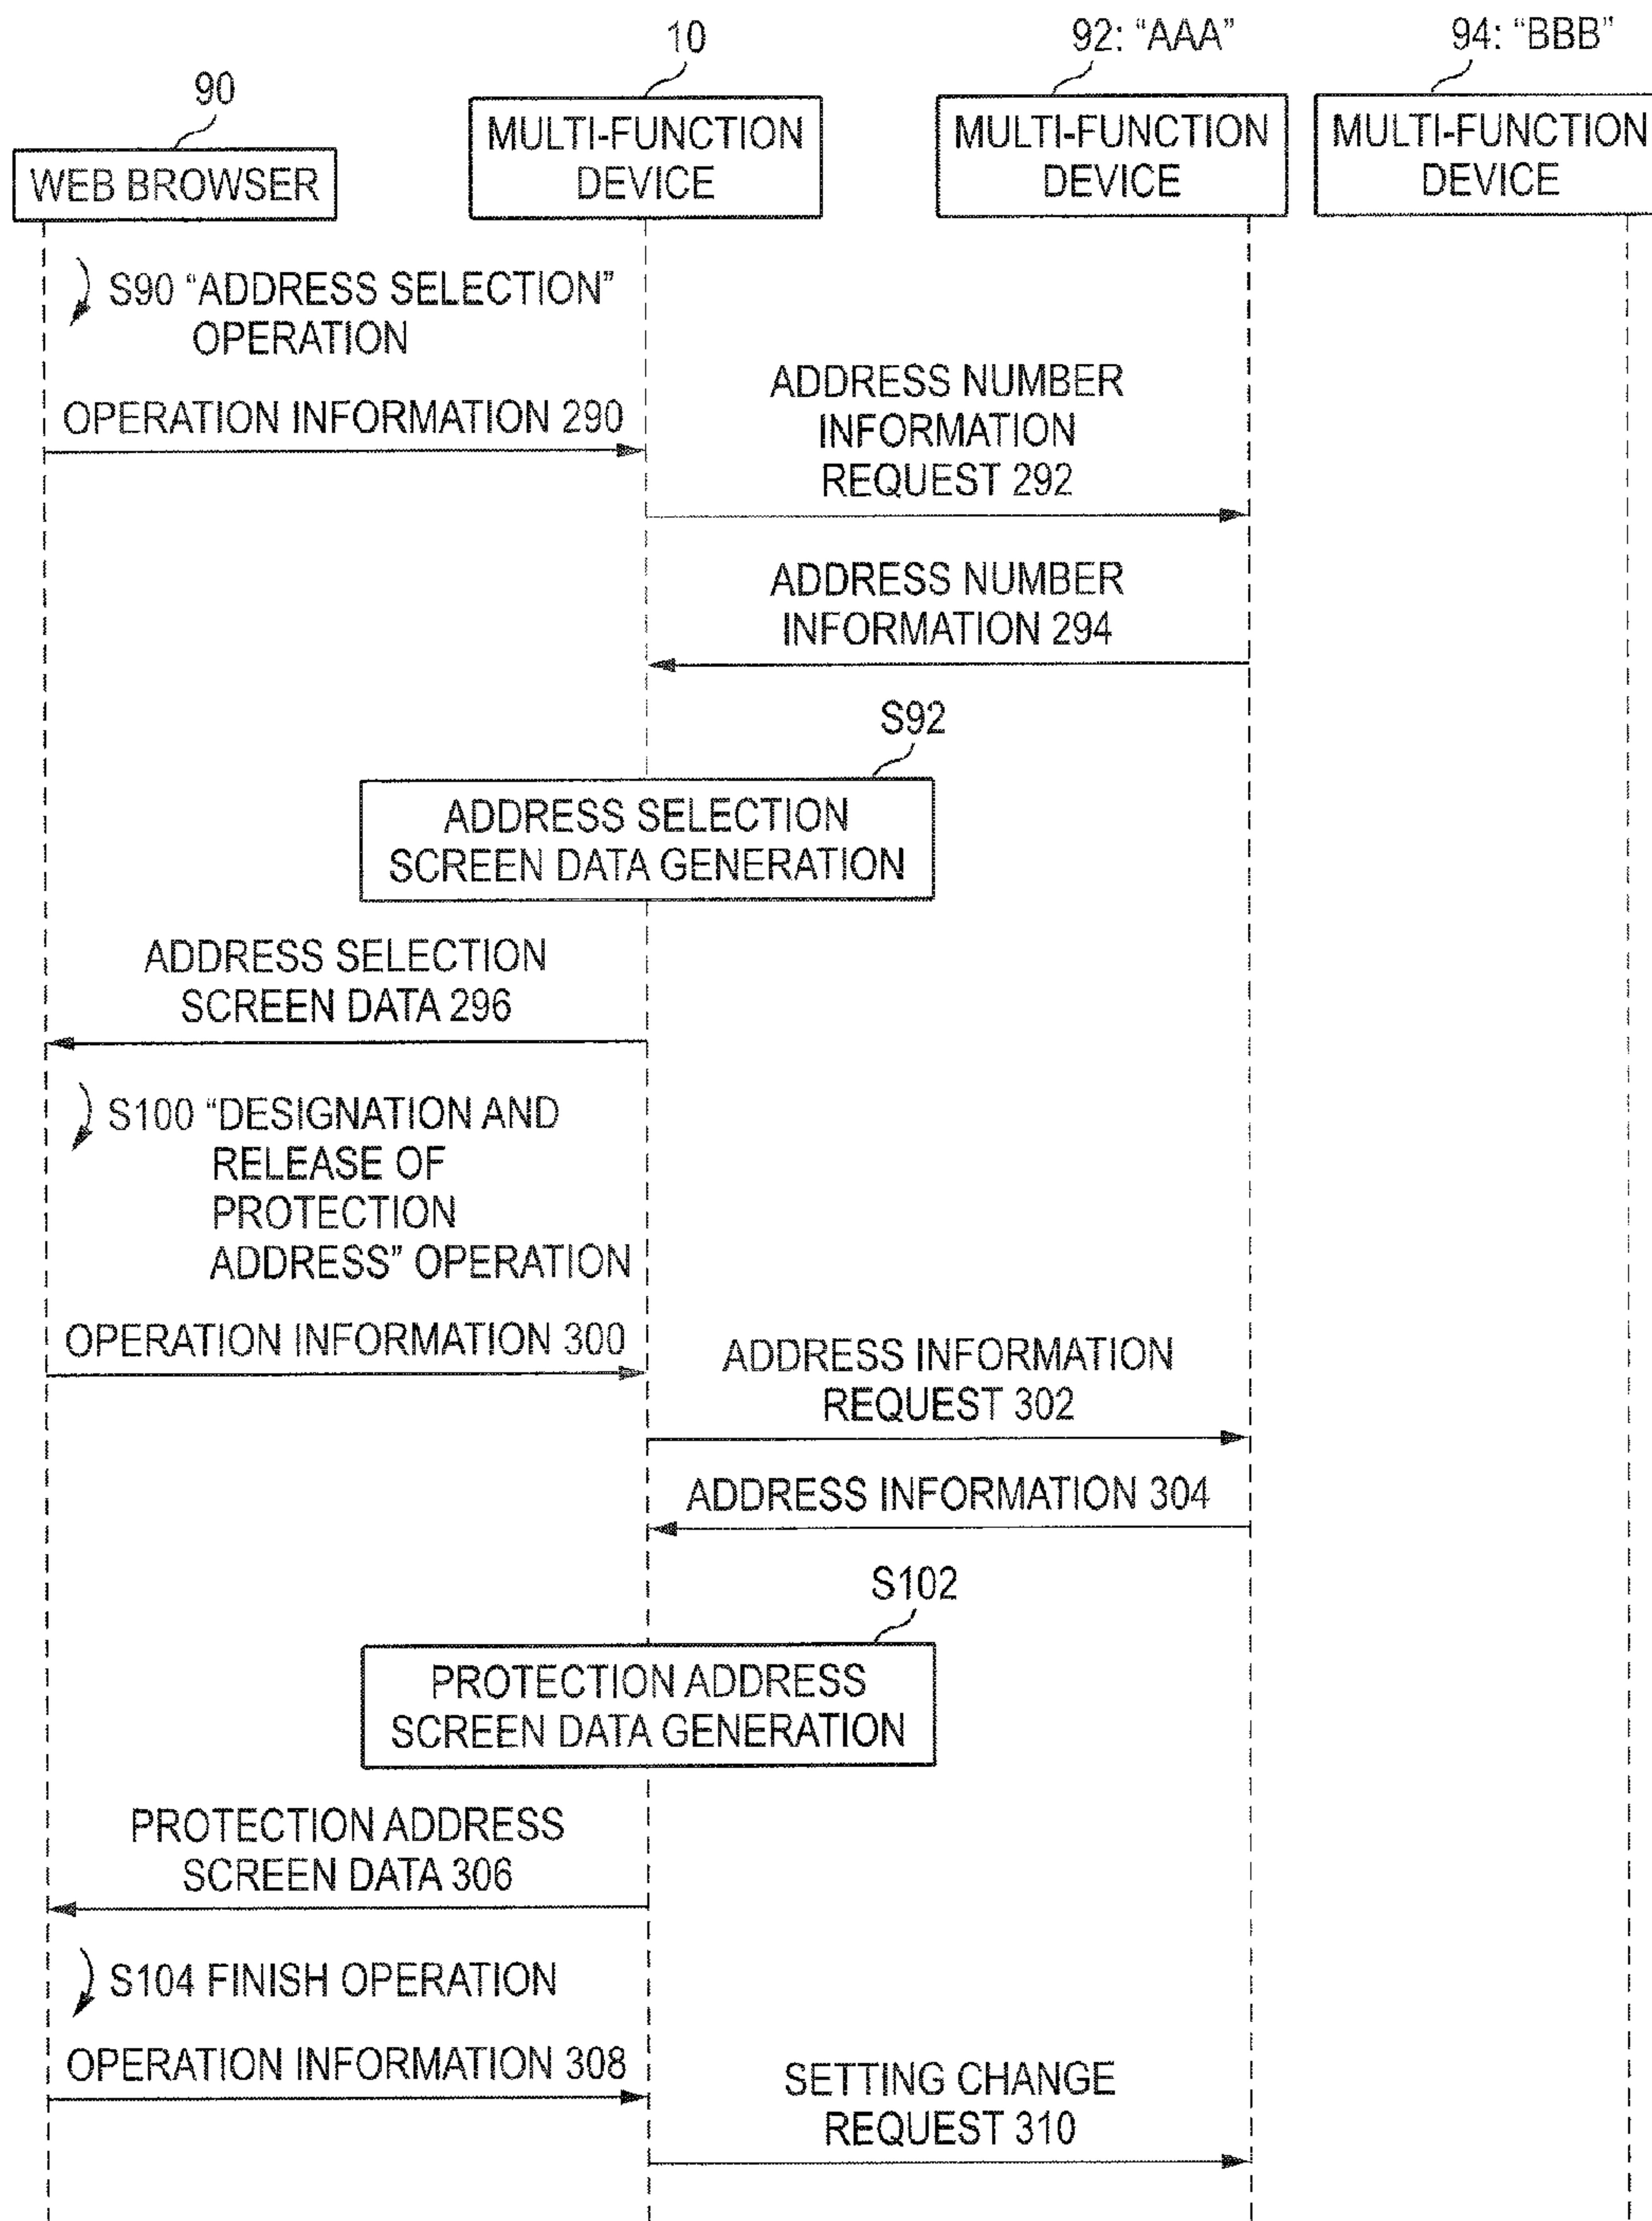 10
92: “AAA”
94: “BBB”
90
MULTI-FUNCTION
DEVICE
MULTI-FUNCTION
DEVICE
MULTI-FUNCTION
DEVICE
WEB BROWSER
S90 “ADDRESS SELECTION”
OPERATION
OPERATION INFORMATION 290
ADDRESS NUMBER
INFORMATION
REQUEST 292
ADDRESS NUMBER
INFORMATION 294
S92
ADDRESS SELECTION
SCREEN DATA GENERATION
ADDRESS SELECTION
SCREEN DATA 296
S100 “DESIGNATION AND
RELEASE OF
PROTECTION
ADDRESS” OPERATION
OPERATION INFORMATION 300
ADDRESS INFORMATION
REQUEST 302
ADDRESS INFORMATION 304
S102
PROTECTION ADDRESS
SCREEN DATA GENERATION
PROTECTION ADDRESS
SCREEN DATA 306
S104 FINISH OPERATION
OPERATION INFORMATION 308
SETTING CHANGE
REQUEST 310